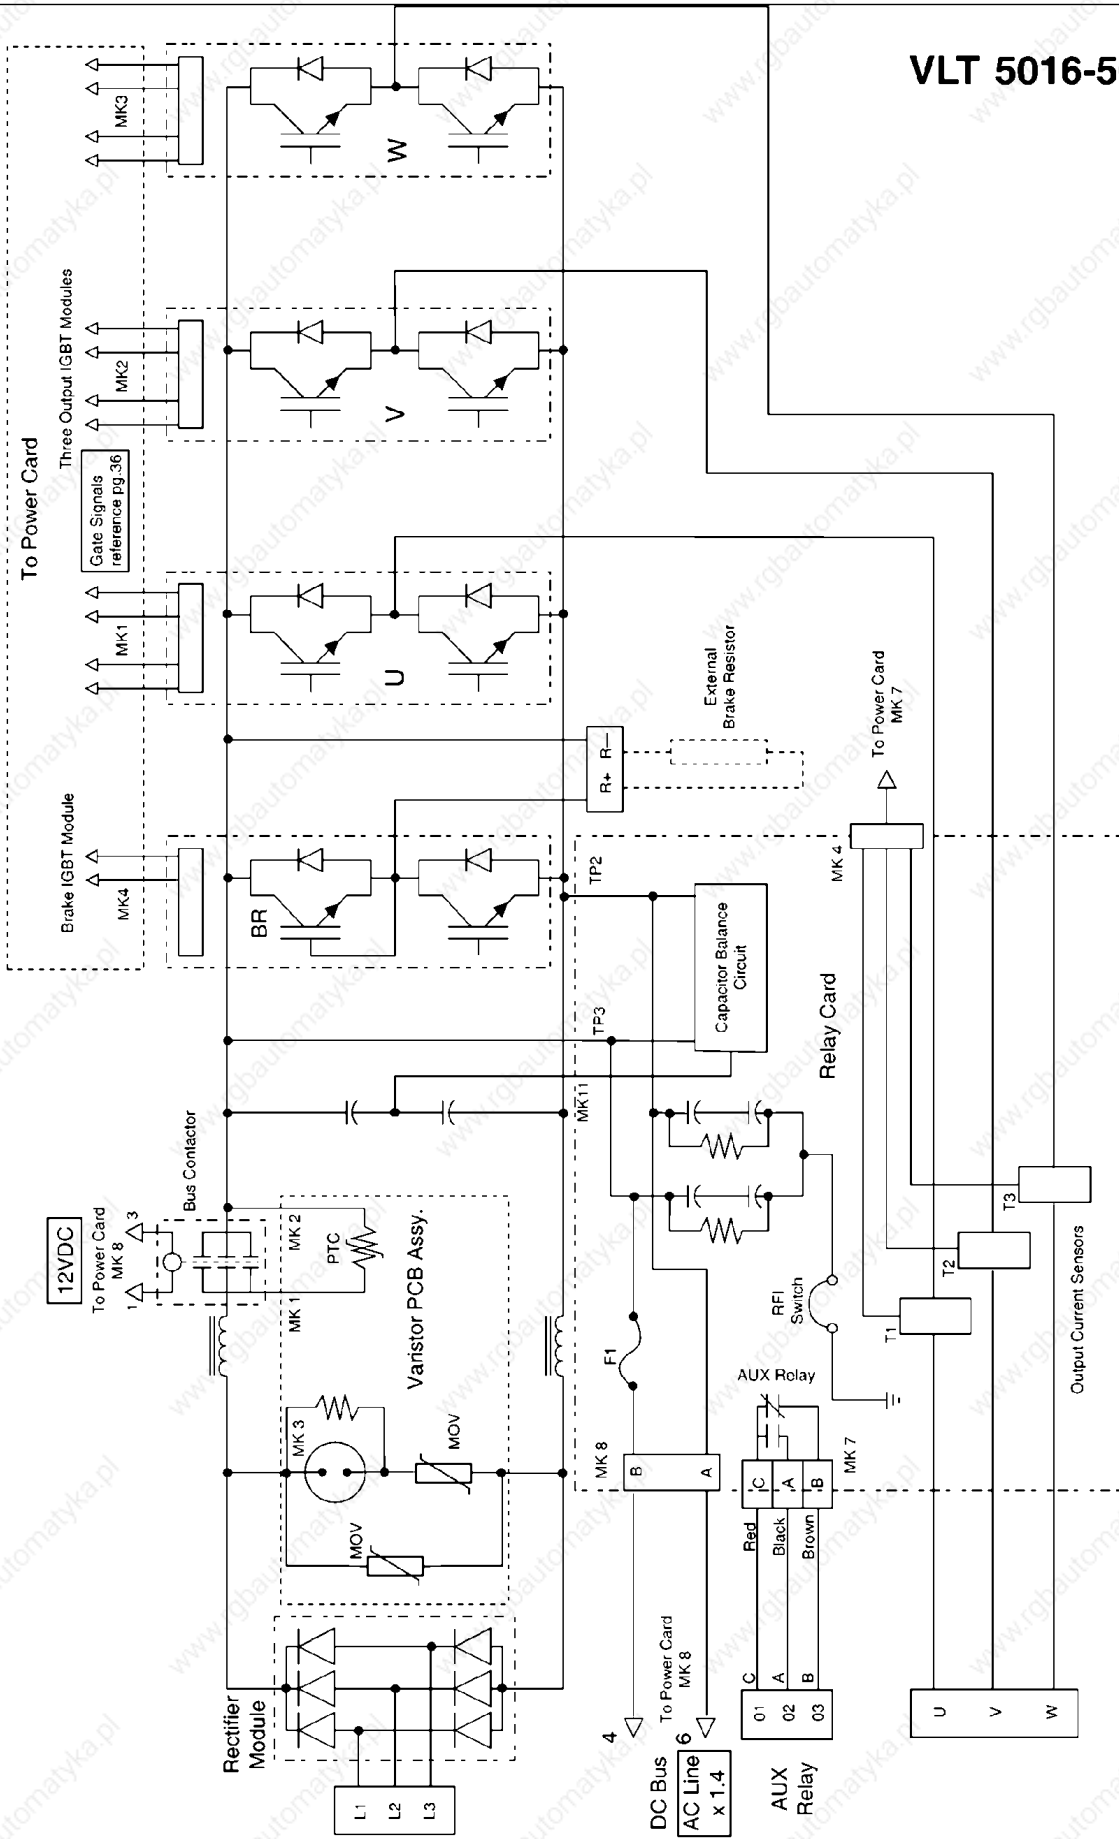 VLT 5016-5
To Power Card
Three Output IGBT Modules
Gate Signals
reference pg.36
Brake IGBT Module
MK3
MK2
MK1
MK4
W
V
U
BR
12VDC
To Power Card
MK 8
1
3
Bus Contactor
MK 1
MK 2
PTC
Varistor PCB Assy.
MK 3
MOV
MOV
Rectifier
Module
L1
L2
L3
TP2
TP3
MK11
R+
R—
External
Brake Resistor
Capacitor Balance
Circuit
Relay Card
MK 4
To Power Card
MK 7
F1
RFI
Switch
AUX Relay
MK 8
B
A
MK 7
C
A
B
Red
Black
Brown
C
A
B
01
02
03
AUX
Relay
4
6
To Power Card
MK 8
DC Bus
AC Line
x 1.4
T1
T2
T3
Output Current Sensors
U
V
W
www.rgbautomatyka.pl